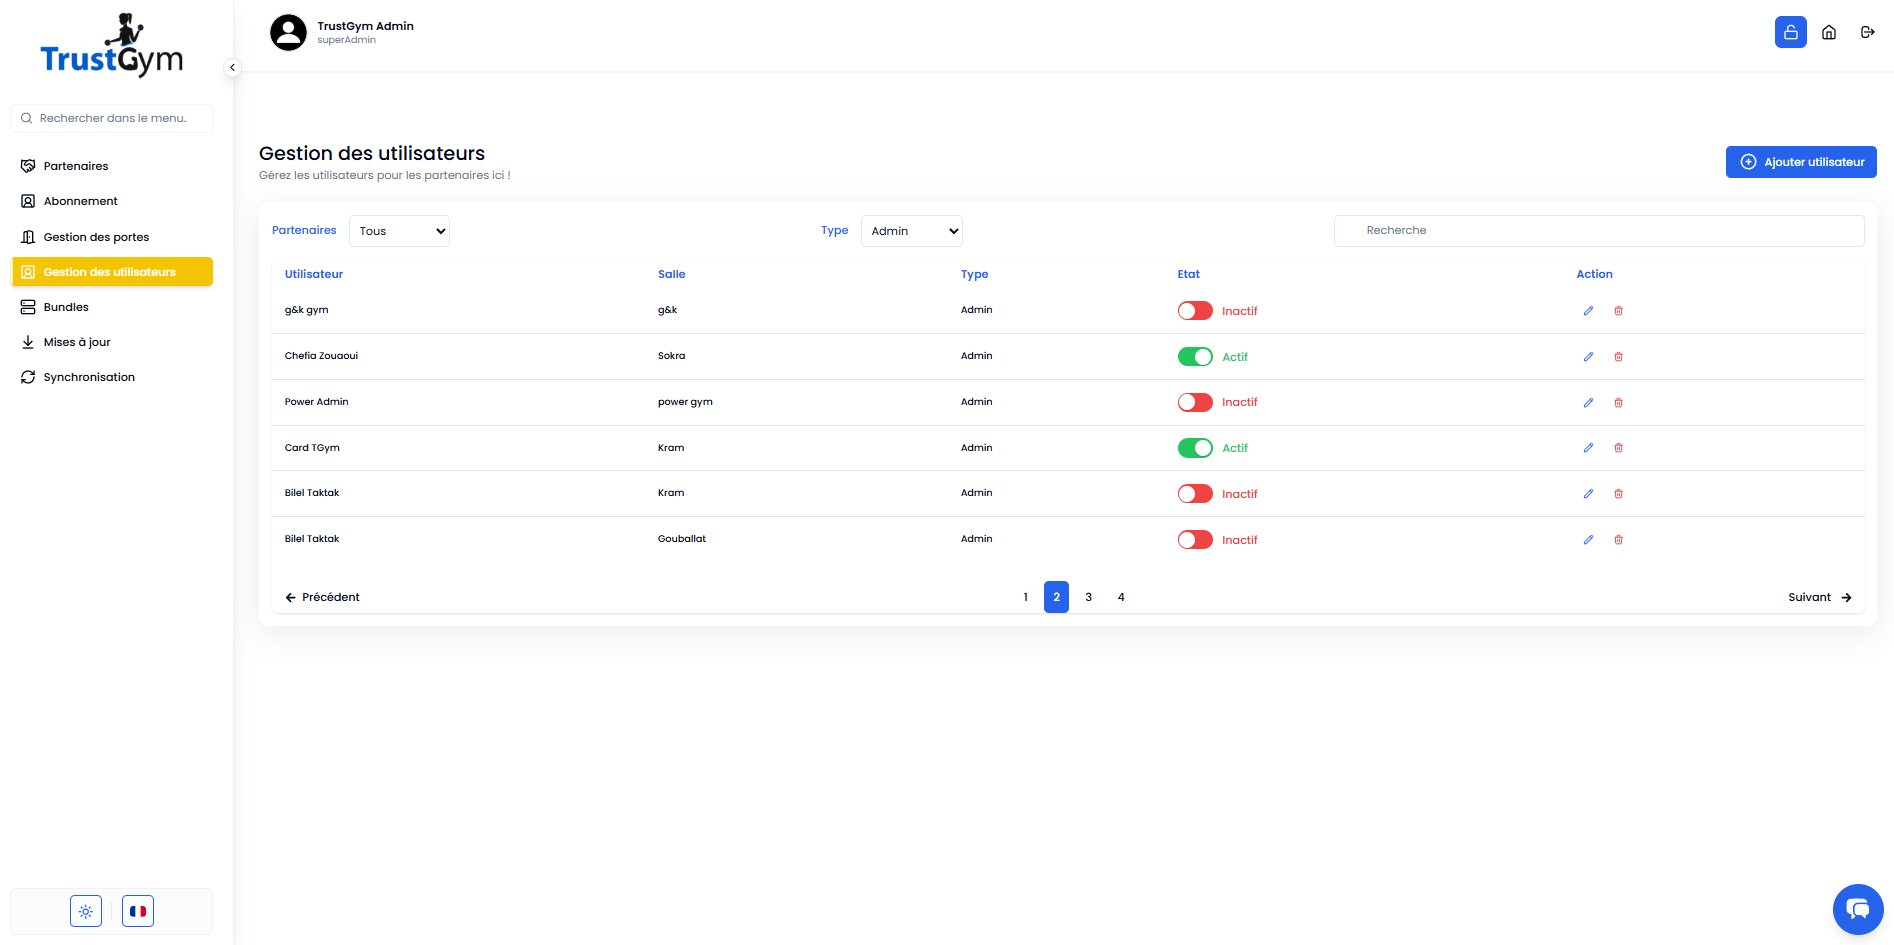 TrustGym
TrustGym Admin
superAdmin
Rechercher dans le menu..
Partenaires
Abonnement
Gestion des portes
Gestion des utilisateurs
Bundles
Mises à jour
Synchronisation
Gestion des utilisateurs
Gérez les utilisateurs pour les partenaires ici !
Ajouter utilisateur
Partenaires Tous Type Admin Recherche
Utilisateur Salle Type Etat Action
g&k gym g&k Admin Inactif
Chefia Zouaoui Sokra Admin Actif
Power Admin power gym Admin Inactif
Card TGym Kram Admin Actif
Bilel Taktak Kram Admin Inactif
Bilel Taktak Gouballat Admin Inactif
Précédent 1 2 3 4 Suivant